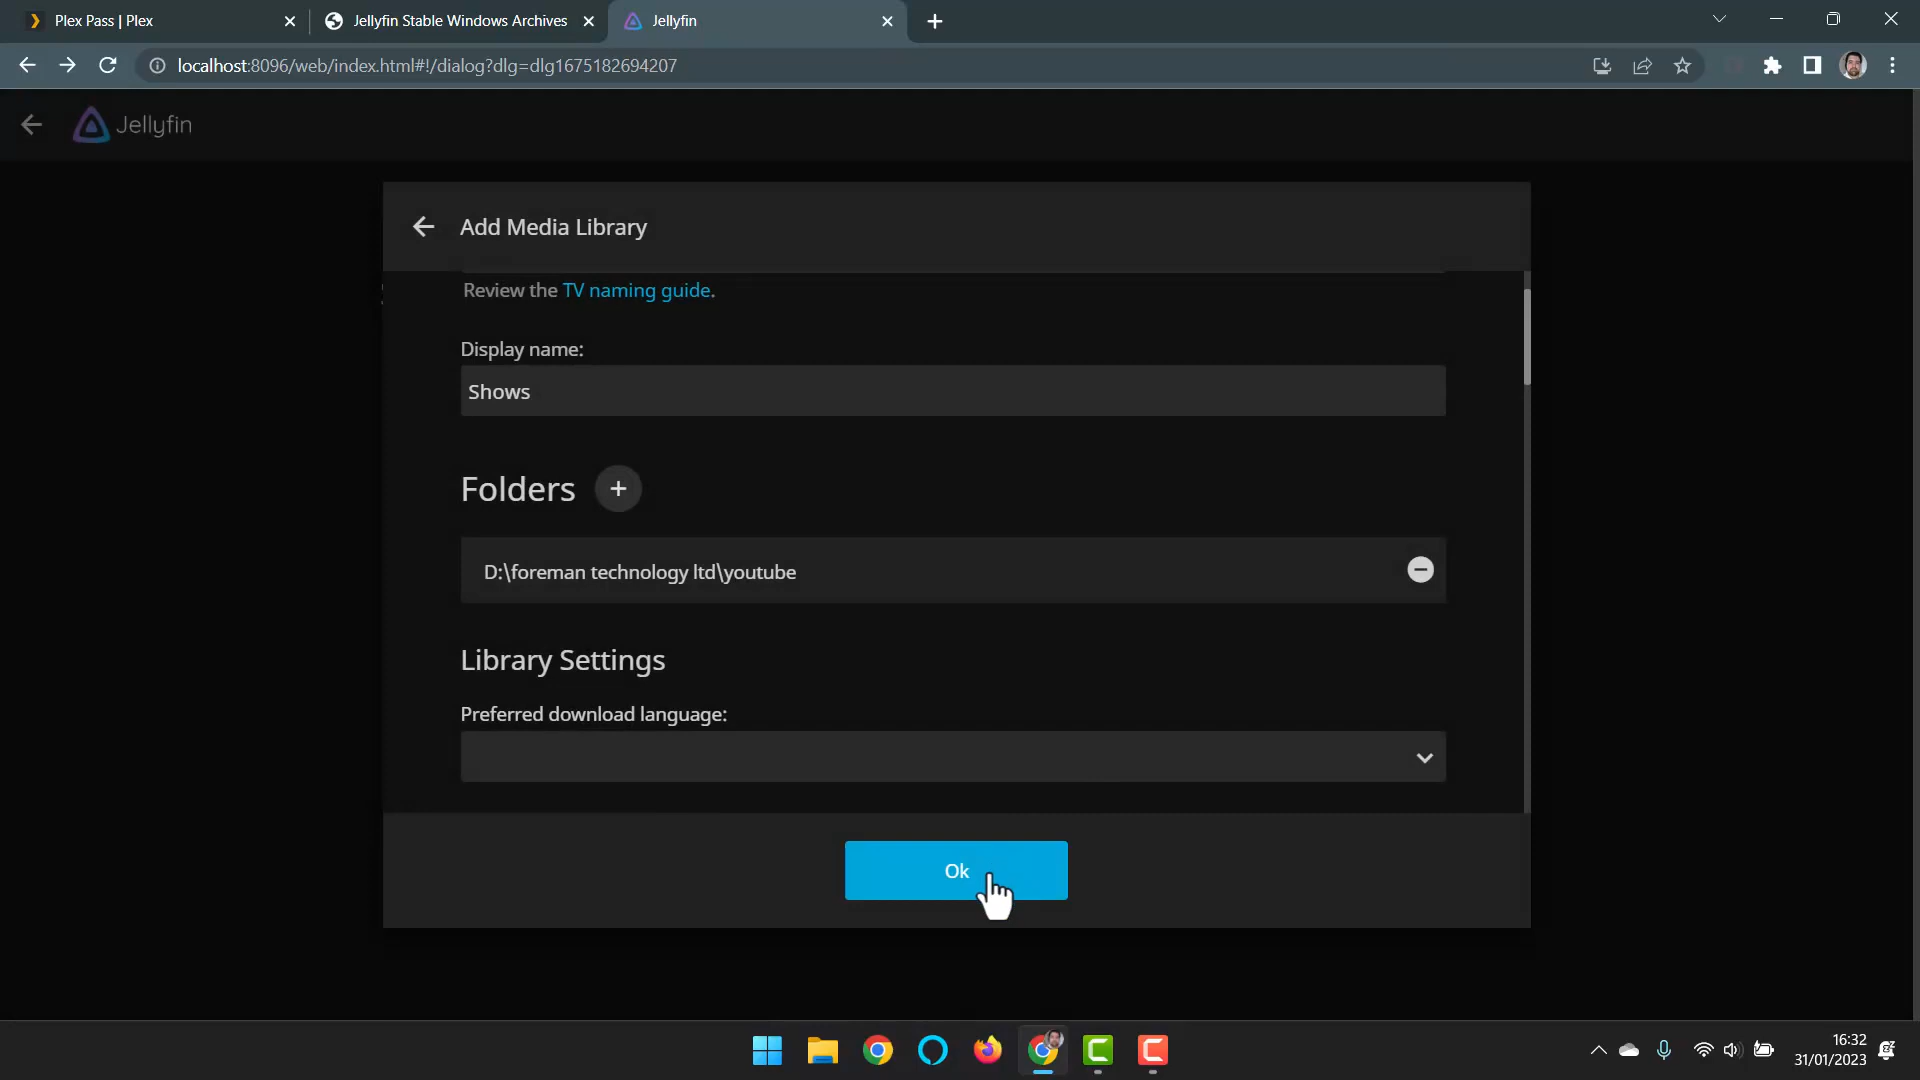 Plex Pass | Plex
Jellyfin Stable Windows Archives
Jellyfin
localhost:8096/web/index.html#!/dialog?dlg=dlg1675182694207
Jellyfin
Add Media Library
Review the TV naming guide.
Display name:
Shows
Folders
D:\foreman technology ltd\youtube
Library Settings
Preferred download language:
Ok
16:32
31/01/2023